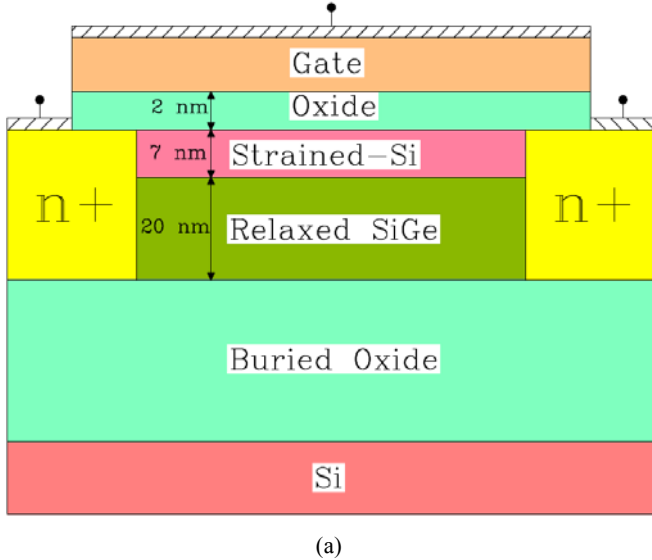 Gate
2 nm Oxide
7 nm Strained-Si
n+ n+
20 nm Relaxed SiGe
Buried Oxide
Si
(a)